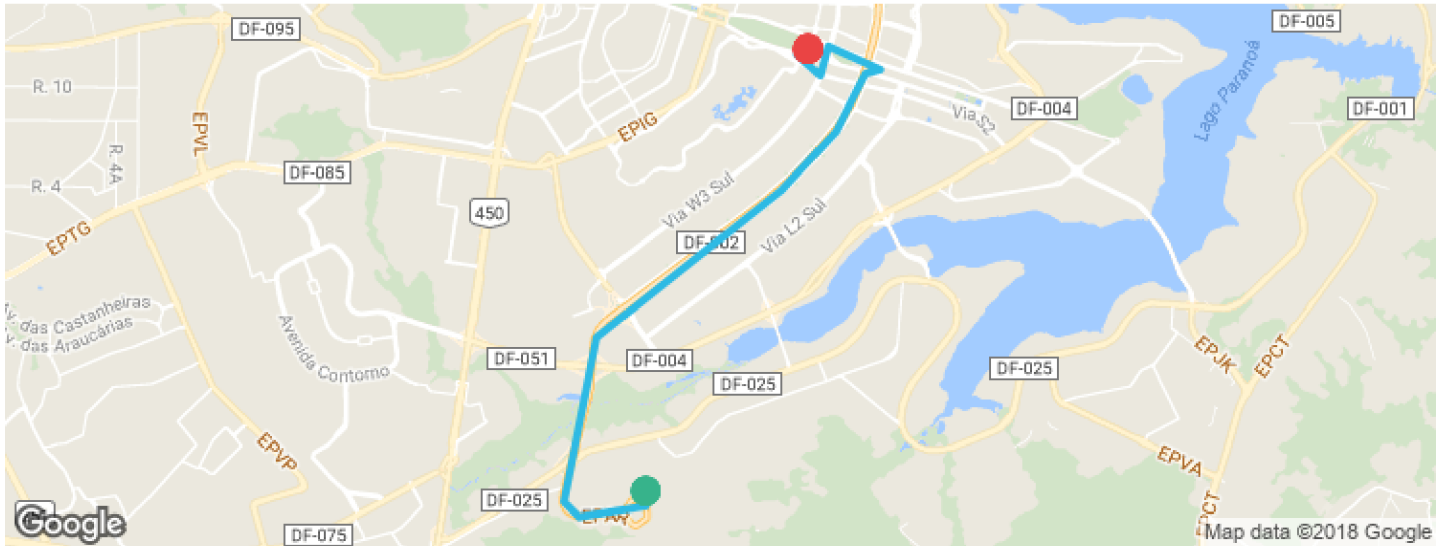 DF-095
DF-005
R. 10
EPVL
R. 4A
EPIG
Via S2
DF-004
Lago Paranoá
DF-001
DF-085
R. 4
Via W3 Sul
450
EPTG
DF-002
Via L2 Sul
Av. das Castanheiras
Av. das Araucárias
Avenida Contorno
DF-051
DF-004
DF-025
DF-025
EPJK
EPCT
EPVP
EPVA
DF-025
EPAR
EPCT
DF-075
Google
Map data ©2018 Google